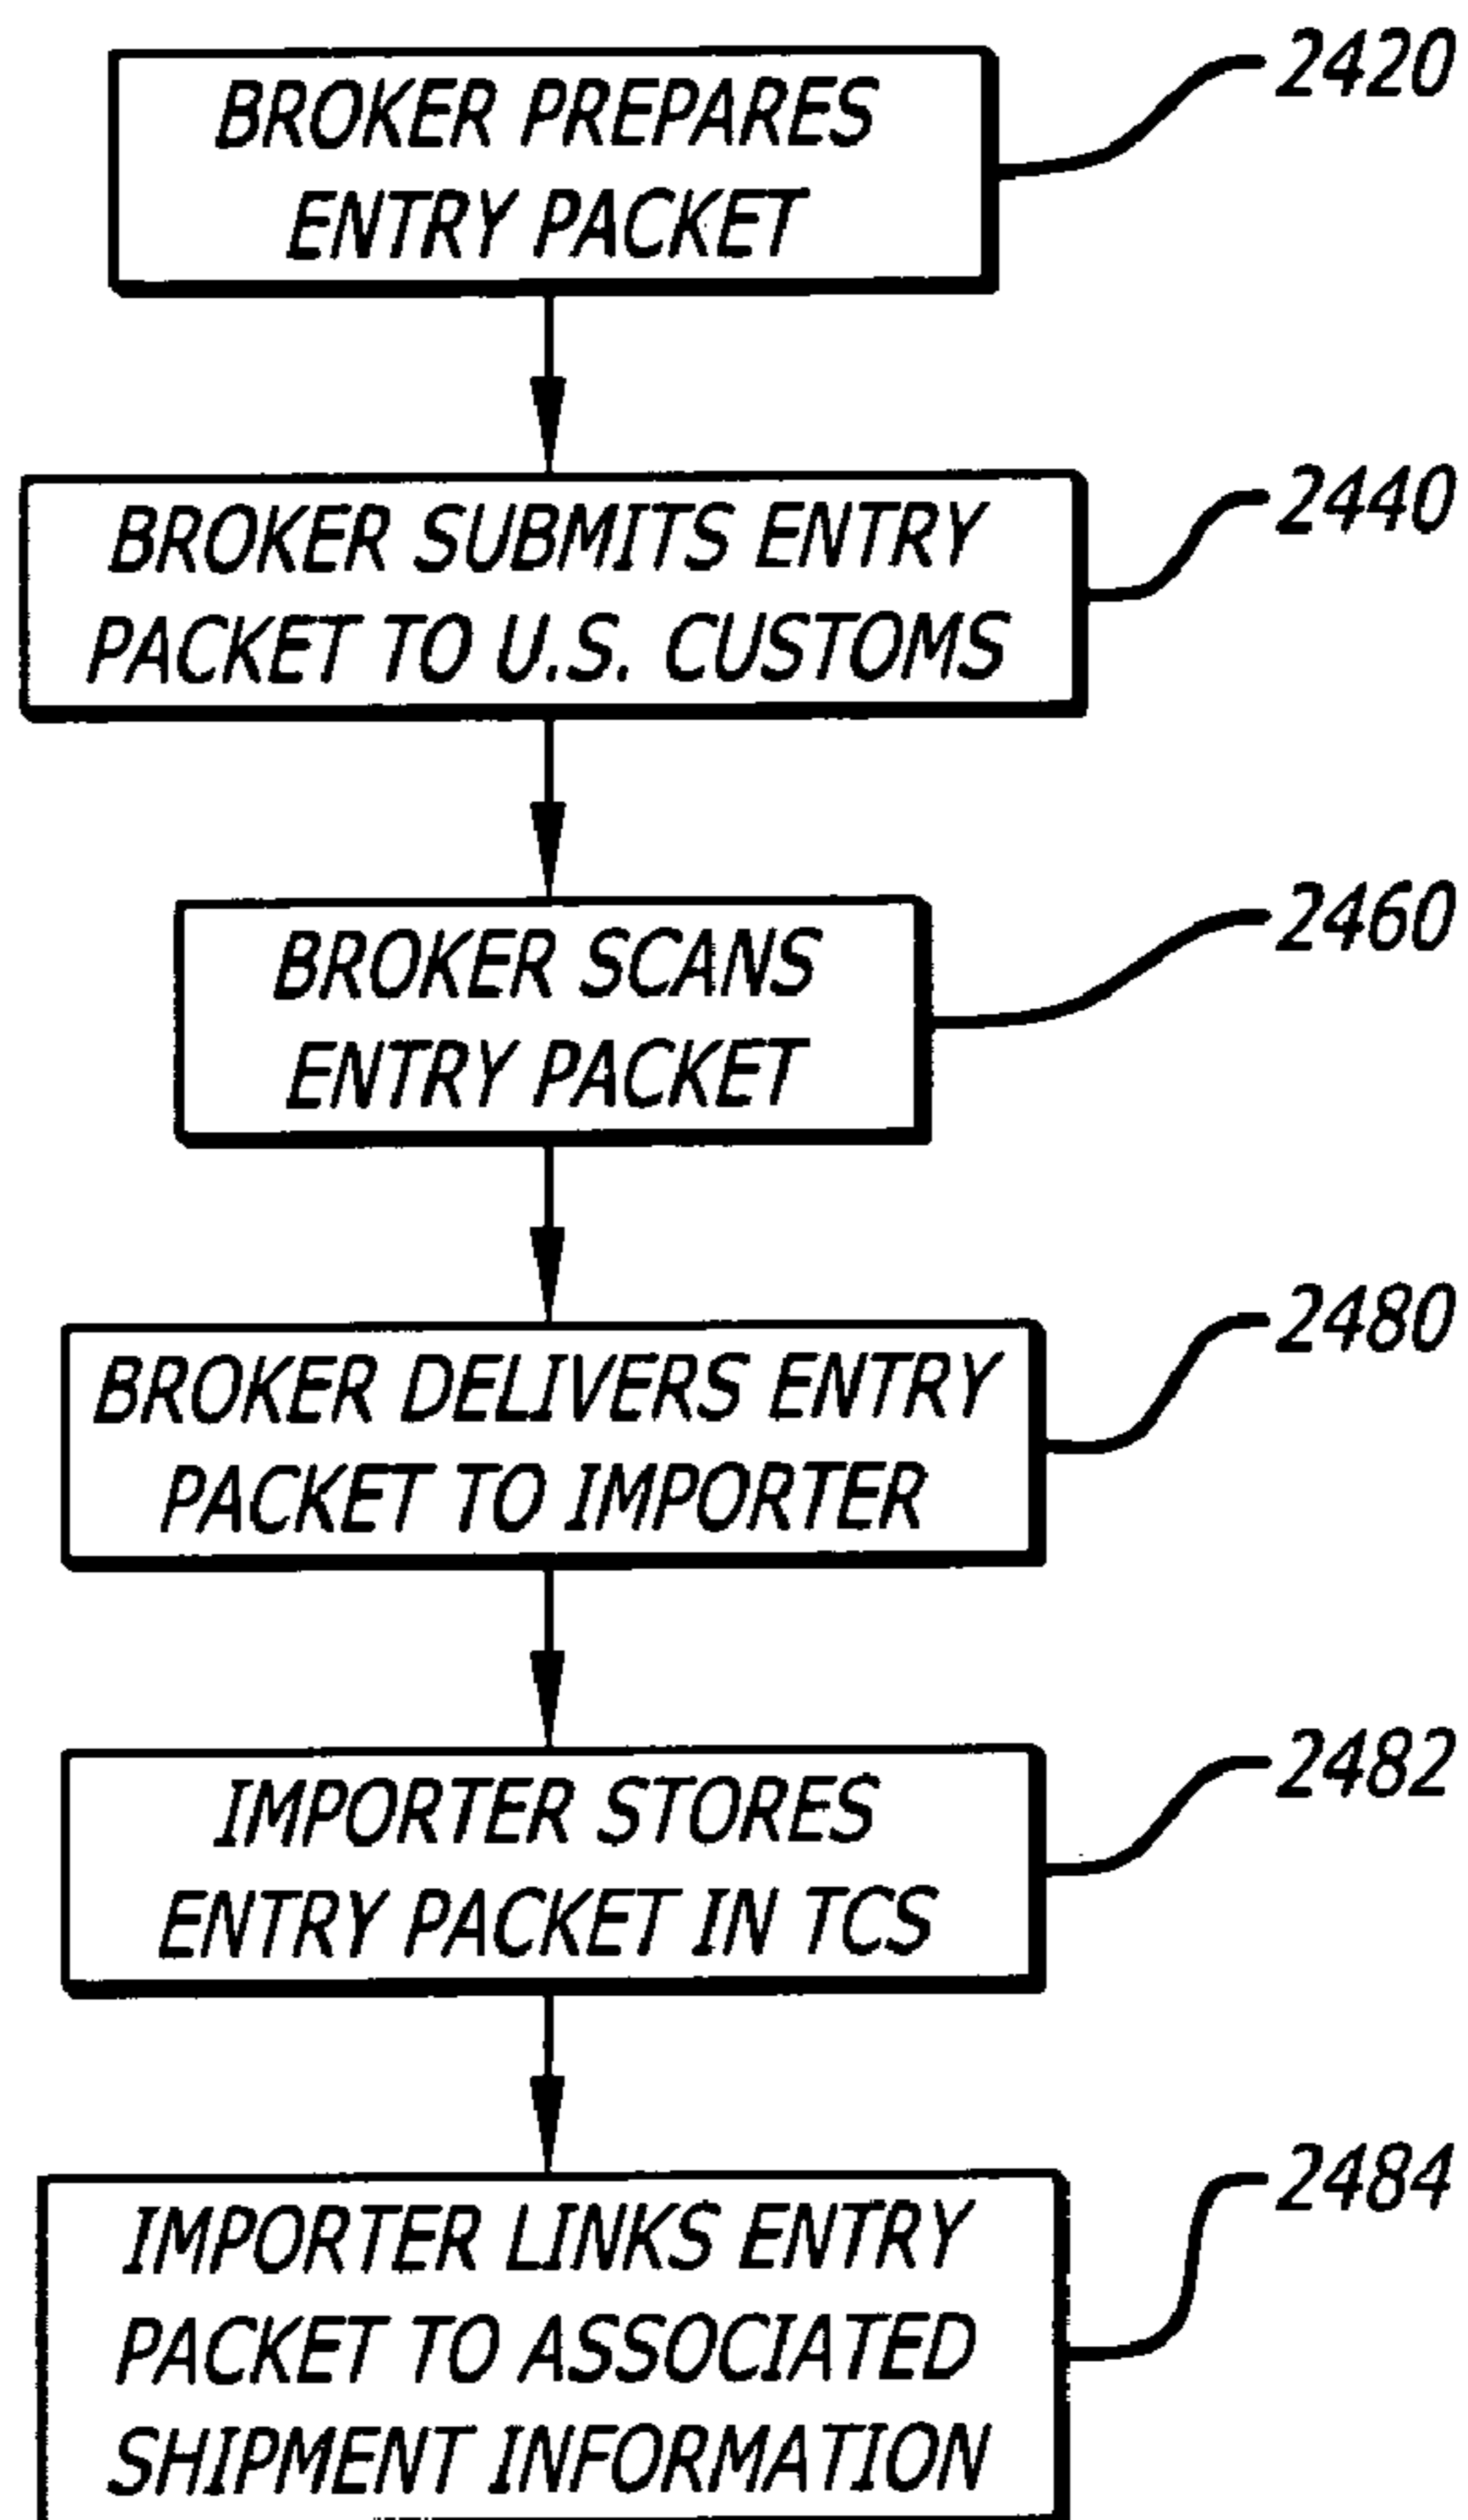 BROKER PREPARES
ENTRY PACKET
2420
BROKER SUBMITS ENTRY
PACKET TO U.S. CUSTOMS
2440
BROKER SCANS
ENTRY PACKET
2460
BROKER DELIVERS ENTRY
PACKET TO IMPORTER
2480
IMPORTER STORES
ENTRY PACKET IN TCS
2482
IMPORTER LINKS ENTRY
PACKET TO ASSOCIATED
SHIPMENT INFORMATION
2484